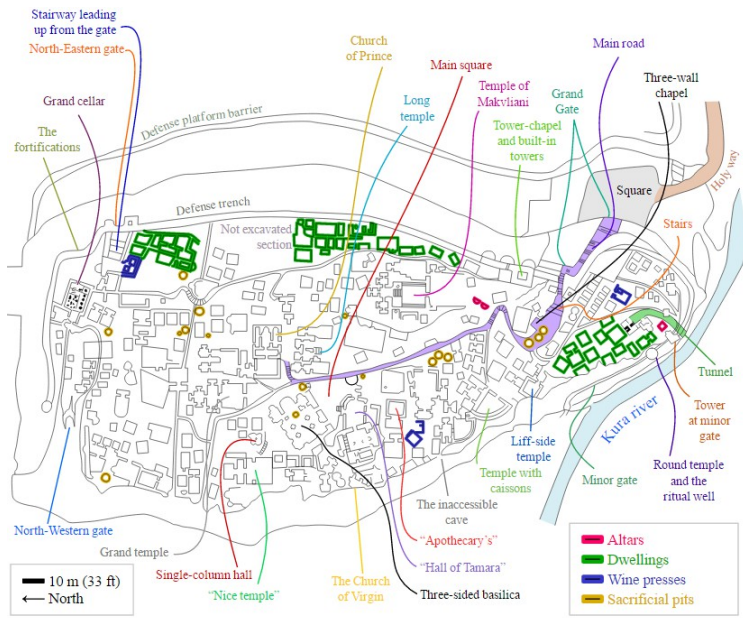 Stairway leading
up from the gate
North-Eastern gate
Grand cellar
The
fortifications
Defense platform barrier
Church
of Prince
Main square
Long
temple
Temple of
Makvliani
Tower-chapel
and built-in
towers
Grand
Gate
Main road
Three-wall
chapel
Holy way
Square
Defense trench
Not excavated
section
Stairs
Tunnel
Tower
at minor
gate
Kura river
Round temple
and the
ritual well
Minor gate
Liff-side
temple
Temple with
cassons
The inaccessible
cave
"Apothecary's"
"Hall of Tamara"
Three-sided basilica
The Church
of Virgin
"Nice temple"
Single-column hall
Grand temple
North-Western gate
10 m (33 ft)
← North
Altars
Dwellings
Wine presses
Sacrificial pits